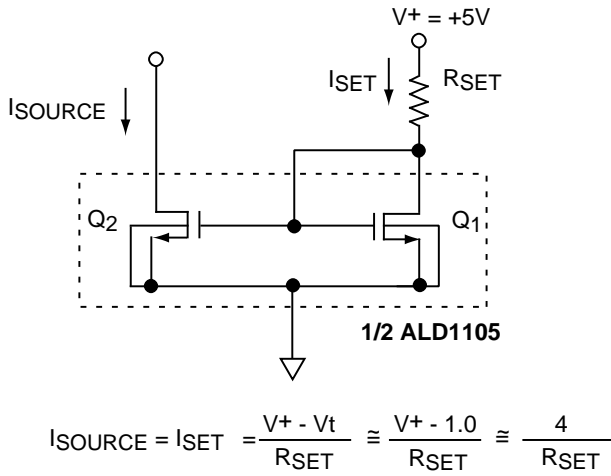 V+ = +5V
ISET
RSET
ISOURCE
Q2
Q1
1/2 ALD1105
ISOURCE = ISET = V+ - Vt / RSET ≅ V+ - 1.0 / RSET ≅ 4 / RSET